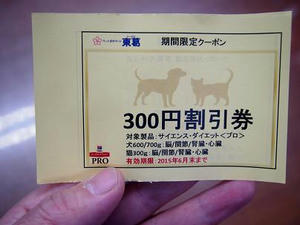 東葛 期間限定クーポン
300円割引券
対象製品：サイエンス・ダイエット<プロ>
犬600/700g：脳/関節/腎臓・心臓
猫300g：脳/関節/腎臓・心臓
有効期限：2015年6月末まで
PRO